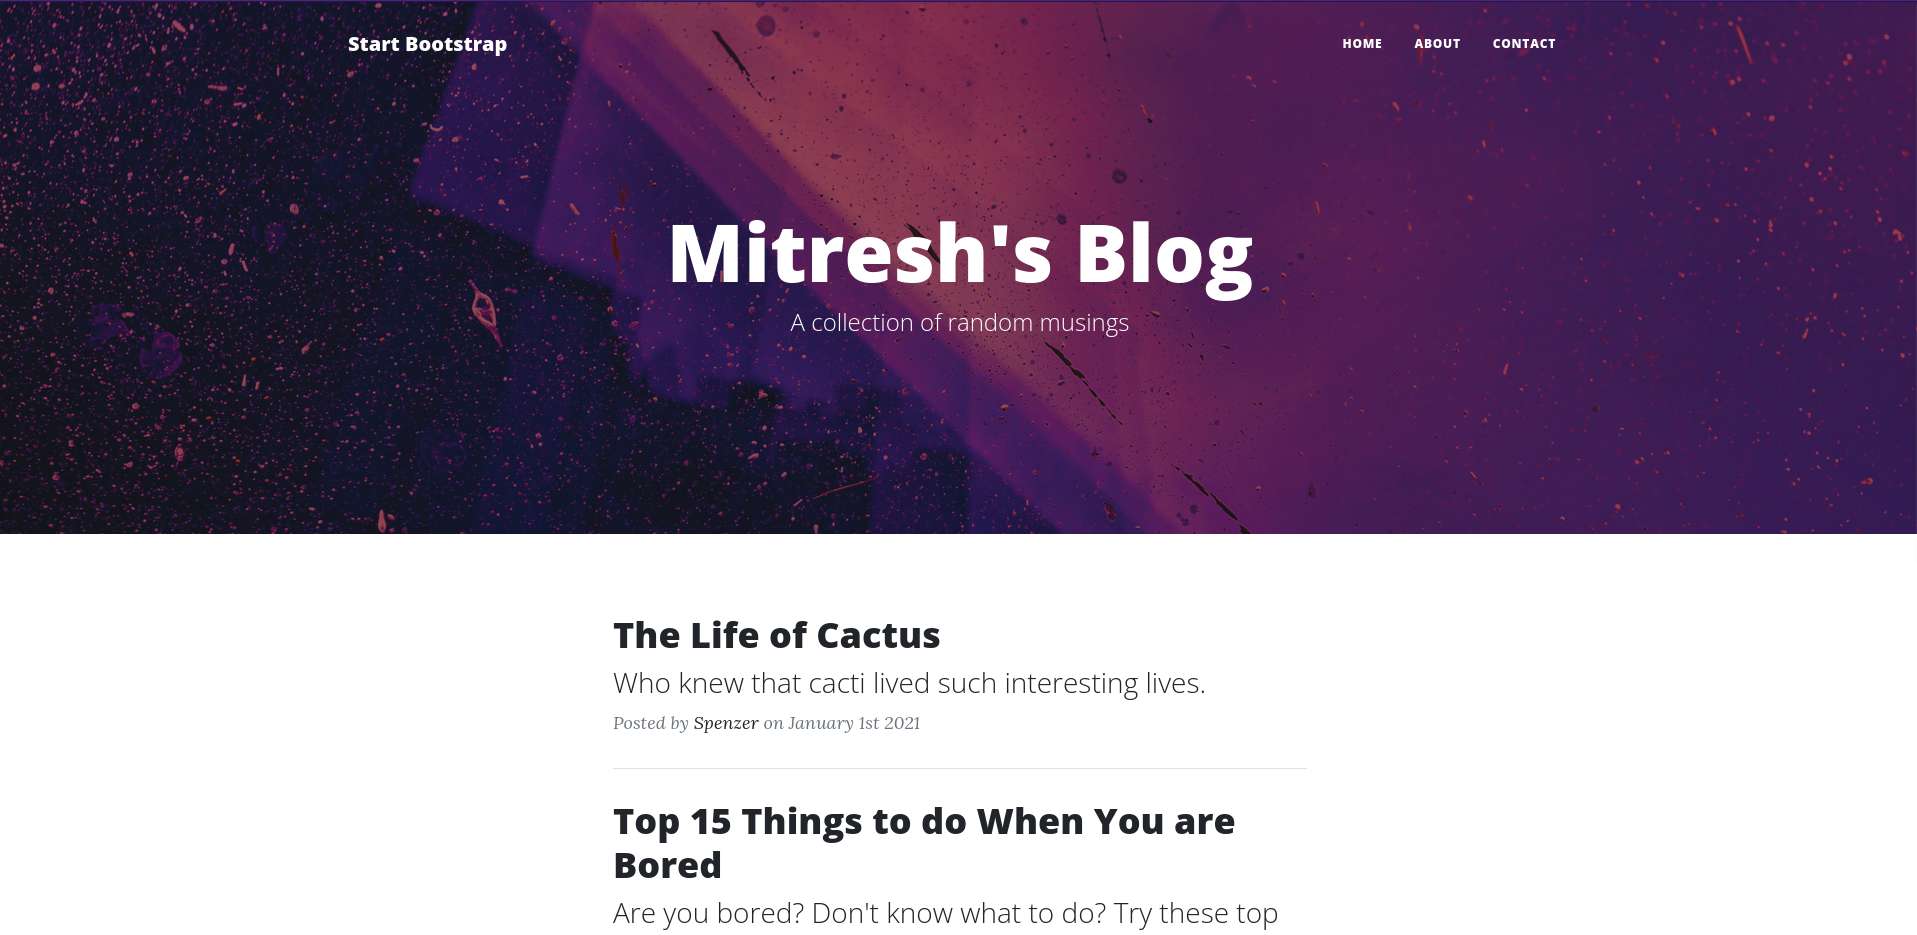 Start Bootstrap
HOME ABOUT CONTACT
Mitresh's Blog
A collection of random musings
The Life of Cactus
Who knew that cacti lived such interesting lives.
Posted by Spenzer on January 1st 2021
Top 15 Things to do When You are
Bored
Are you bored? Don't know what to do? Try these top